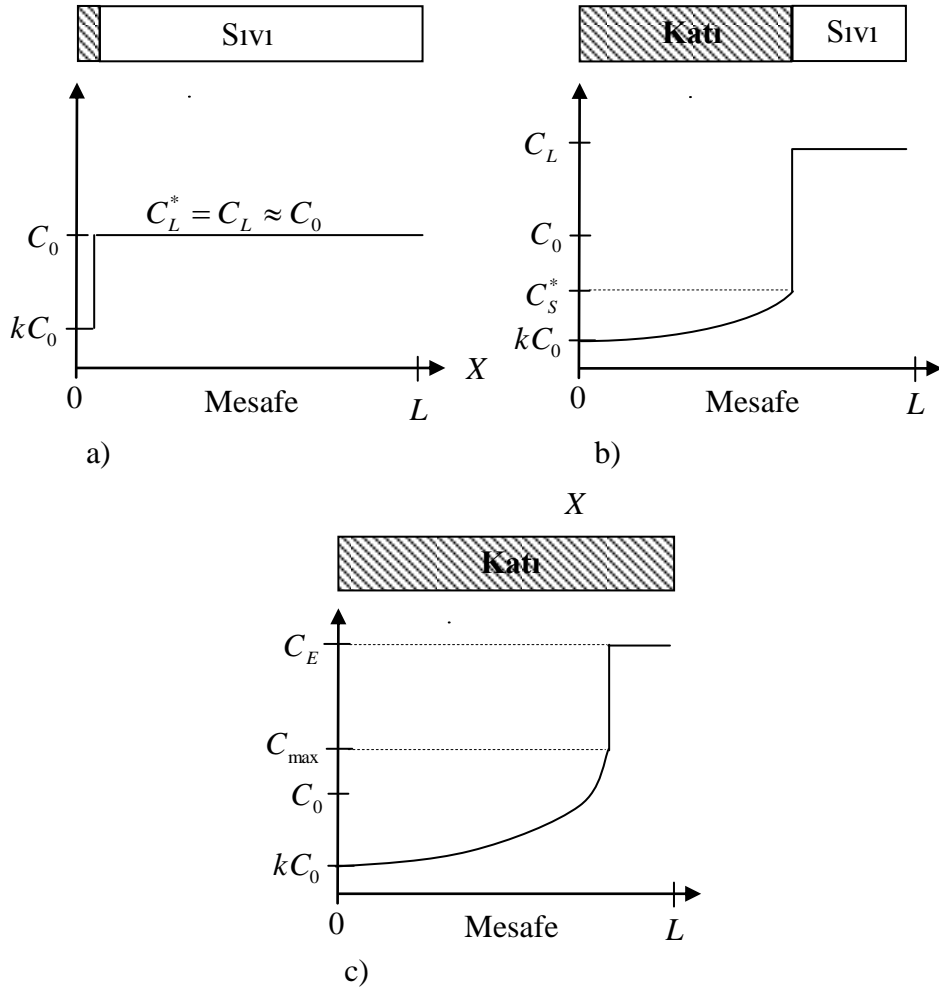 Sıvı
C_L^* = C_L ≈ C_0
C_0
kC_0
0
Mesafe
L
X
a)
Katı
Sıvı
C_L
C_0
C_S^*
kC_0
0
Mesafe
L
b)
X
Katı
C_E
C_max
C_0
kC_0
0
Mesafe
L
c)